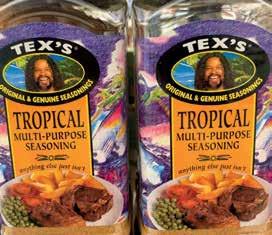 TEX'S®
ORIGINAL & GENUINE SEASONINGS
TROPICAL
MULTI-PURPOSE
SEASONING
anything else just isn't
TEX'S®
ORIGINAL & GENUINE SEASONINGS
TROPICAL
MULTI-PURPOSE
SEASONING
anything else just isn't